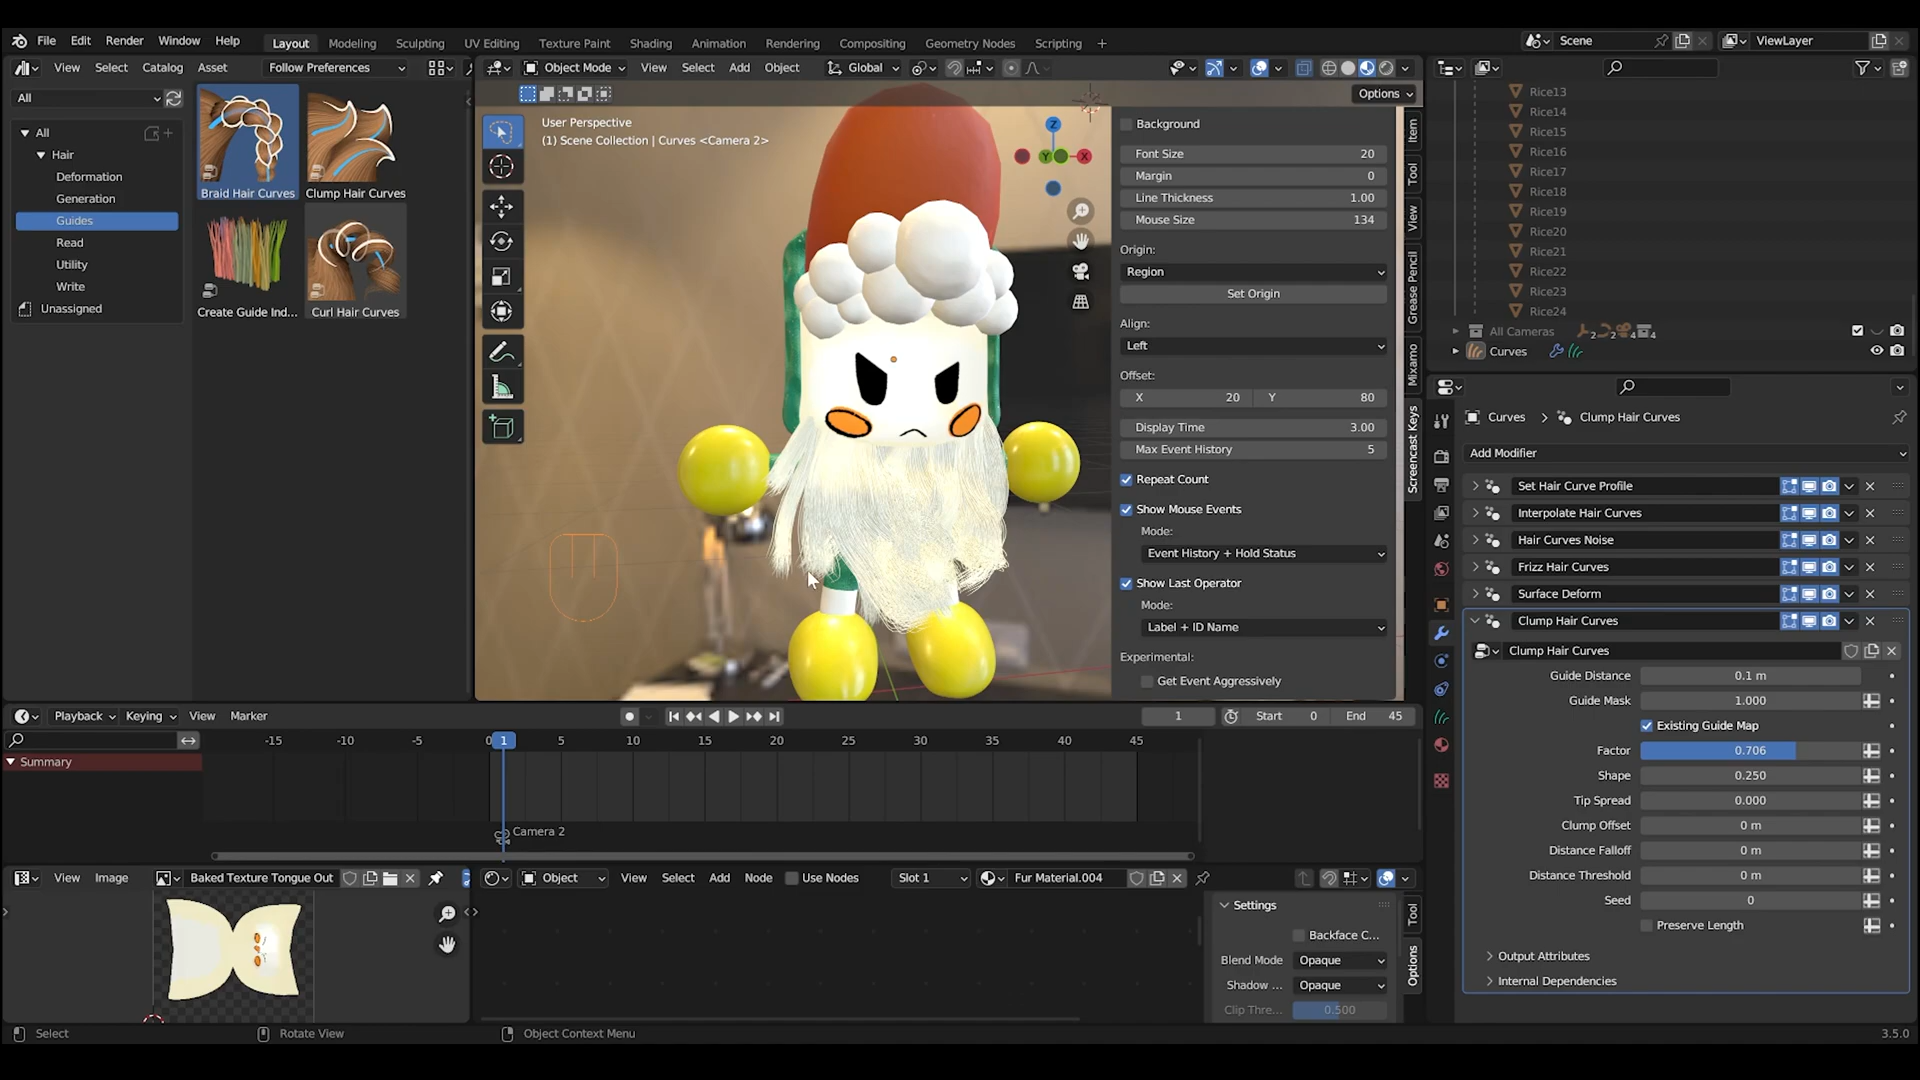 File Edit Render Window Help
Layout Modeling Sculpting UV Editing Texture Paint Shading Animation Rendering Compositing Geometry Nodes Scripting +
Scene
ViewLayer
View Select Catalog Asset Follow Preferences
Object Mode View Select Add Object Global
Options
All
All
Hair
Deformation
Generation
Guides
Read
Utility
Write
Unassigned
Braid Hair Curves
Clump Hair Curves
Create Guide Ind...
Curl Hair Curves
User Perspective
(1) Scene Collection | Curves <Camera 2>
Z
Y
X
Background
Font Size 20
Margin 0
Line Thickness 1.00
Mouse Size 134
Origin:
Region
Set Origin
Align:
Left
Offset:
X 20 Y 80
Display Time 3.00
Max Event History 5
Repeat Count
Show Mouse Events
Mode:
Event History + Hold Status
Show Last Operator
Mode:
Label + ID Name
Experimental:
Get Event Aggressively
Item
Tool
View
Grease Pencil
Mixamo
Screencast Keys
Rice13
Rice14
Rice15
Rice16
Rice17
Rice18
Rice19
Rice20
Rice21
Rice22
Rice23
Rice24
All Cameras 2 2 4 4
Curves
Curves > Clump Hair Curves
Add Modifier
Set Hair Curve Profile
Interpolate Hair Curves
Hair Curves Noise
Frizz Hair Curves
Surface Deform
Clump Hair Curves
Clump Hair Curves
Guide Distance 0.1 m
Guide Mask 1.000
Existing Guide Map
Factor 0.706
Shape 0.250
Tip Spread 0.000
Clump Offset 0 m
Distance Falloff 0 m
Distance Threshold 0 m
Seed 0
Preserve Length
Output Attributes
Internal Dependencies
Playback Keying View Marker
1 Start 0 End 45
-15 -10 -5 0 1 5 10 15 20 25 30 35 40 45
Summary
Camera 2
View Image Baked Texture Tongue Out
Object View Select Add Node Use Nodes Slot 1 Fur Material.004
Settings
Backface C...
Blend Mode Opaque
Shadow ... Opaque
Clip Thre... 0.500
Tool
Options
Select Rotate View Object Context Menu 3.5.0